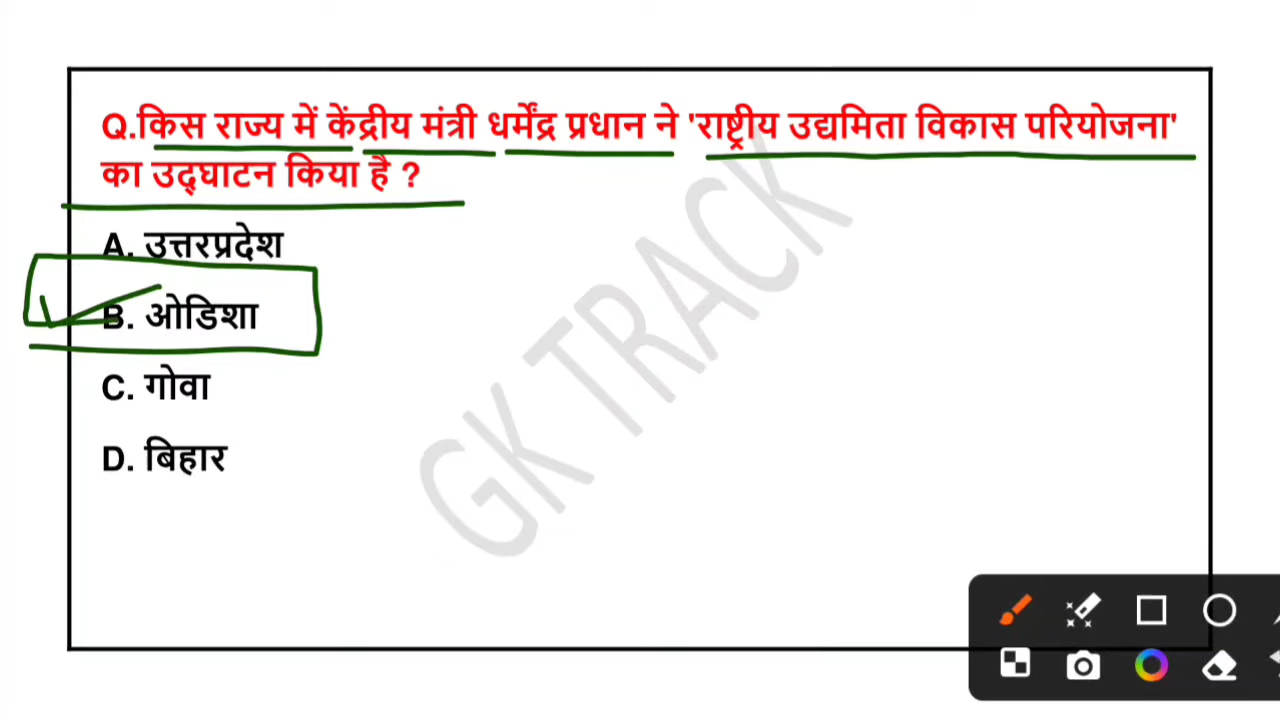 Q.किस राज्य में केंद्रीय मंत्री धर्मेंद्र प्रधान ने 'राष्ट्रीय उद्यमिता विकास परियोजना'
का उद्घाटन किया है ?
A. उत्तरप्रदेश
B. ओडिशा
C. गोवा
D. बिहार
GK TRACK